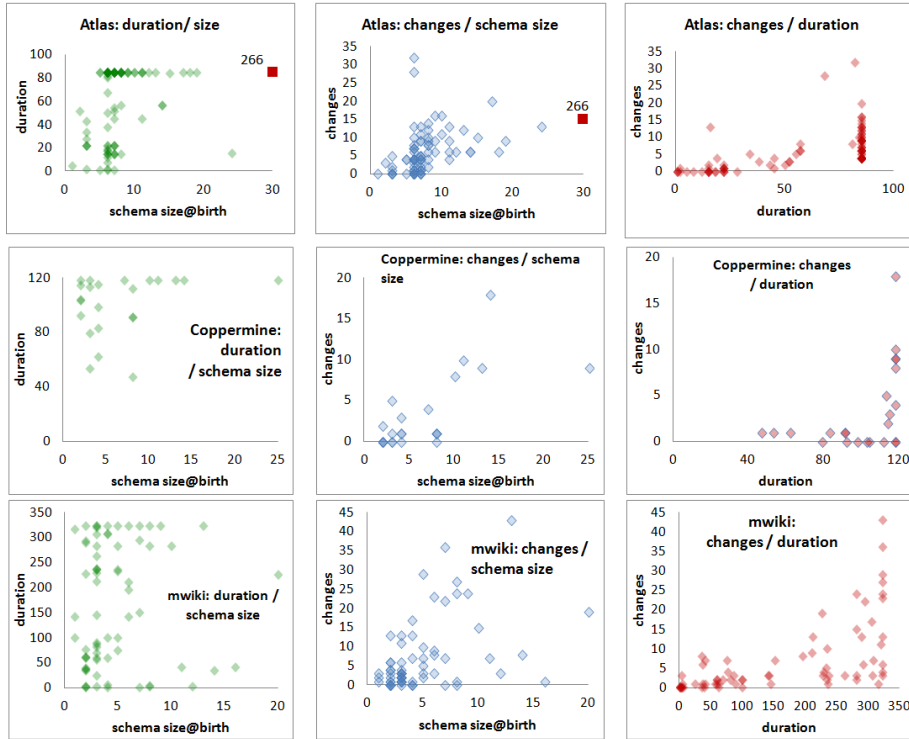 Atlas: duration/ size
266
100
80
60
40
20
0
duration
0 10 20 30
schema size@birth
Atlas: changes / schema size
266
35
30
25
20
15
10
5
0
changes
0 10 20 30
schema size@birth
Atlas: changes / duration
35
30
25
20
15
10
5
0
changes
0 50 100
duration
Coppermine:
duration
/ schema size
120
80
40
0
duration
0 5 10 15 20 25
schema size@birth
Coppermine: changes / schema
size
20
15
10
5
0
changes
0 5 10 15 20 25
schema size@birth
Coppermine: changes
/ duration
20
15
10
5
0
changes
0 40 80 120
duration
mwiki: duration /
schema size
350
300
250
200
150
100
50
0
duration
0 5 10 15 20
schema size@birth
mwiki: changes /
schema size
45
40
35
30
25
20
15
10
5
0
changes
0 5 10 15 20
schema size@birth
mwiki:
changes / duration
45
40
35
30
25
20
15
10
5
0
changes
0 50 100 150 200 250 300 350
duration